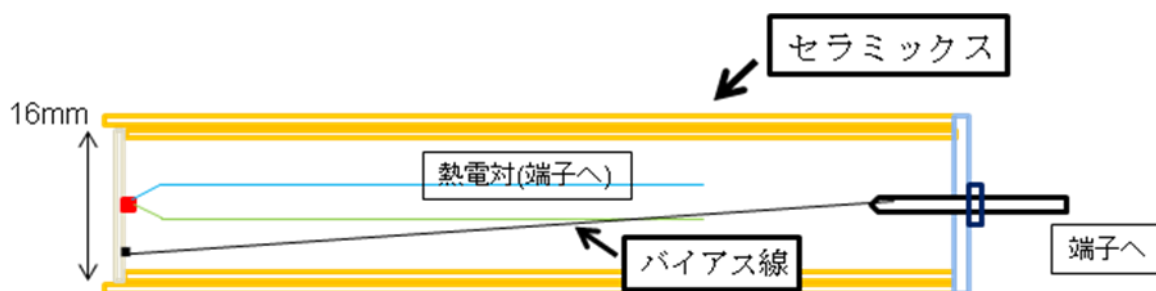 セラミックス
16mm
熱電対(端子へ)
バイアス線
端子へ